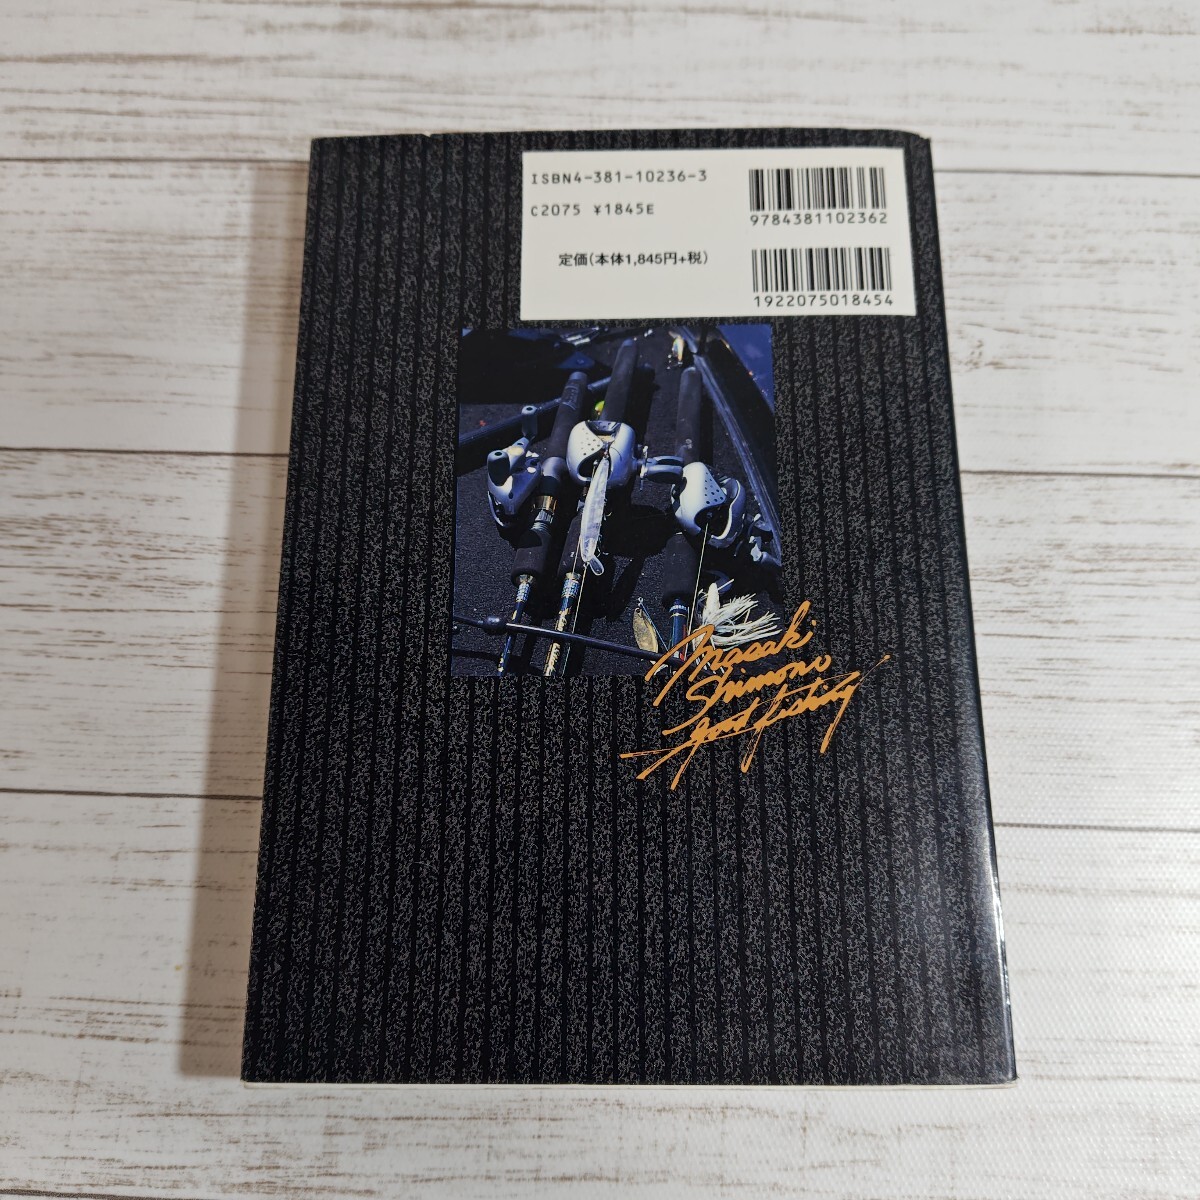 ISBN4-381-10236-3
C2075 ¥1845E
定価(本体1,845円+税)
9784381102362
1922075018454
Masaki
Shimono
good fishing